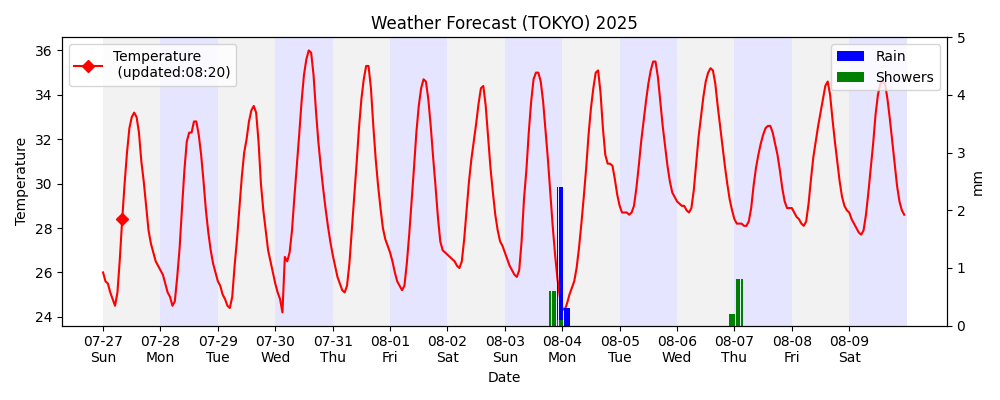 Weather Forecast (TOKYO) 2025
Temperature
(updated:08:20)
Rain
Showers
Temperature
36
34
32
30
28
26
24
5
4
3
2
1
0
mm
07-27 07-28 07-29 07-30 07-31 08-01 08-02 08-03 08-04 08-05 08-06 08-07 08-08 08-09
Sun Mon Tue Wed Thu Fri Sat Sun Mon Tue Wed Thu Fri Sat
Date